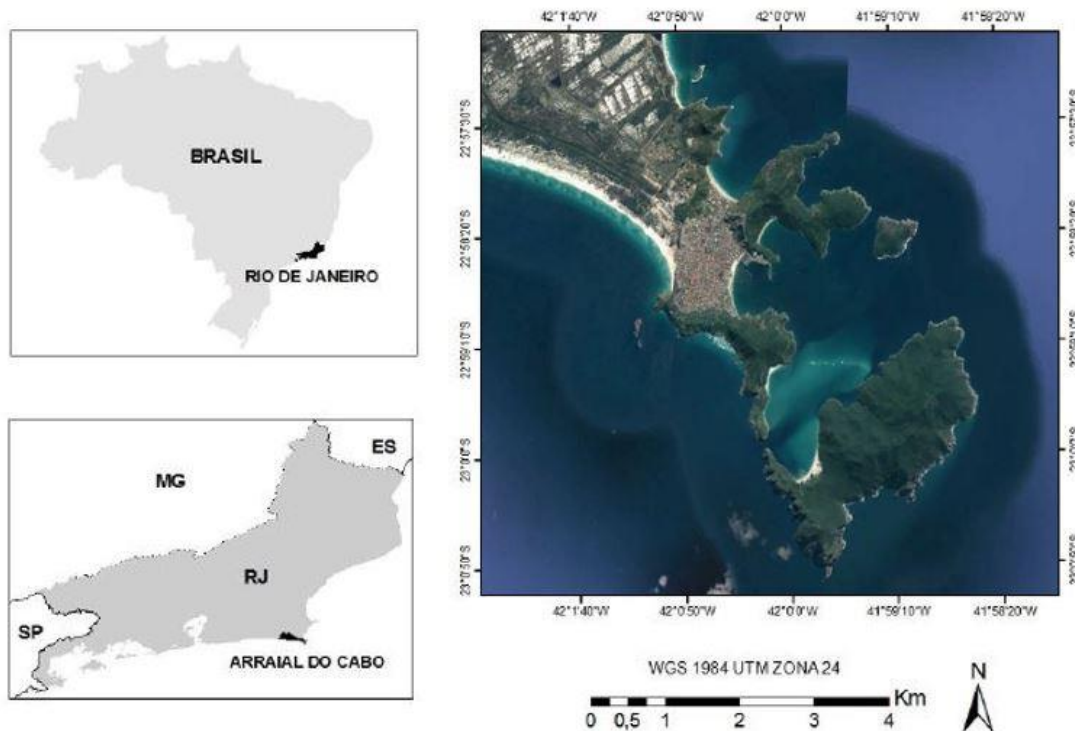 BRASIL
RIO DE JANEIRO
MG
ES
RJ
SP
ARRAIAL DO CABO
42°1'40"W 42°0'50"W 42°0'0"W 41°59'10"W 41°58'20"W
22°57'30"S
22°58'20"S
22°59'10"S
23°0'0"S
23°0'50"S
42°1'40"W 42°0'50"W 42°0'0"W 41°59'10"W 41°58'20"W
WGS 1984 UTM ZONA 24
Km
0 0,5 1 2 3 4
N